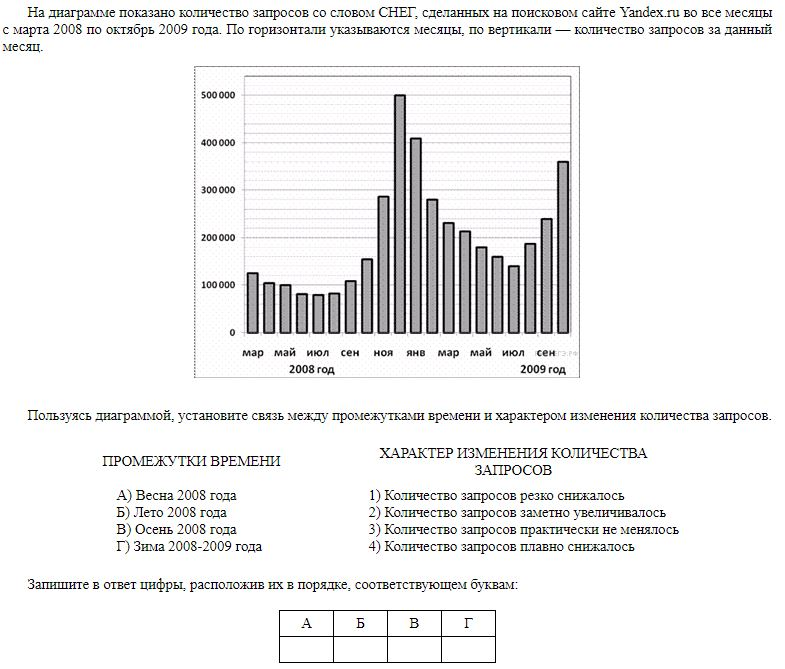 На диаграмме показано количество запросов со словом СНЕГ, сделанных на поисковом сайте Yandex.ru во все месяцы
с марта 2008 по октябрь 2009 года. По горизонтали указываются месяцы, по вертикали — количество запросов за данный
месяц.
500 000
400 000
300 000
200 000
100 000
0
мар май июл сен ноя янв мар май июл сен
2008 год 2009 год
Пользуясь диаграммой, установите связь между промежутками времени и характером изменения количества запросов.
ПРОМЕЖУТКИ ВРЕМЕНИ
ХАРАКТЕР ИЗМЕНЕНИЯ КОЛИЧЕСТВА
ЗАПРОСОВ
А) Весна 2008 года
Б) Лето 2008 года
В) Осень 2008 года
Г) Зима 2008-2009 года
1) Количество запросов резко снижалось
2) Количество запросов заметно увеличивалось
3) Количество запросов практически не менялось
4) Количество запросов плавно снижалось
Запишите в ответ цифры, расположив их в порядке, соответствующем буквам:
А Б В Г